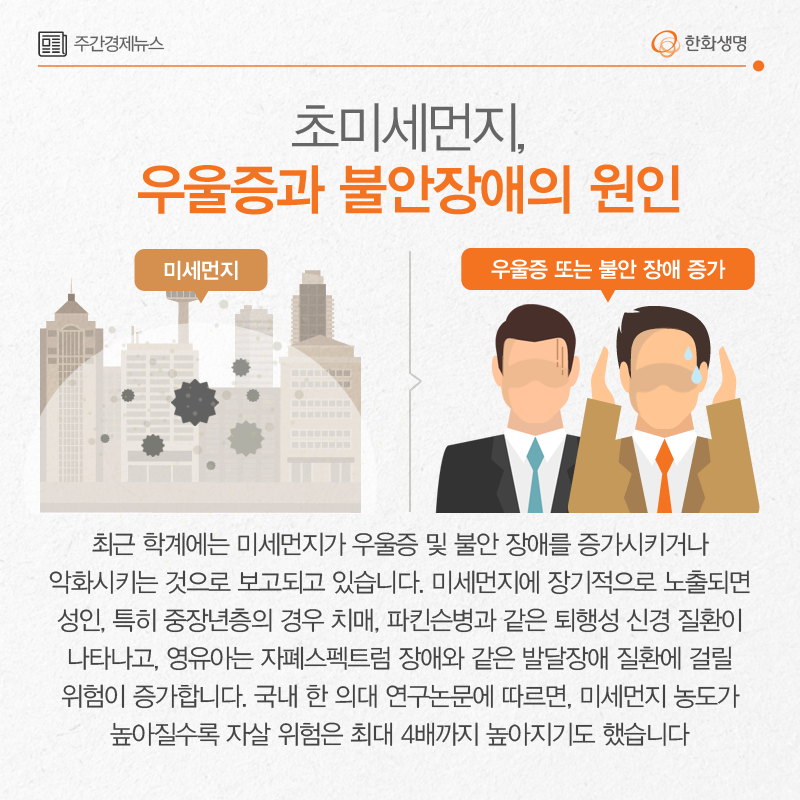 주간경제뉴스
한화생명
초미세먼지,
우울증과 불안장애의 원인
미세먼지
우울증 또는 불안 장애 증가
최근 학계에는 미세먼지가 우울증 및 불안 장애를 증가시키거나
악화시키는 것으로 보고되고 있습니다. 미세먼지에 장기적으로 노출되면
성인, 특히 중장년층의 경우 치매, 파킨슨병과 같은 퇴행성 신경 질환이
나타나고, 영유아는 자폐스펙트럼 장애와 같은 발달장애 질환에 걸릴
위험이 증가합니다. 국내 한 의대 연구논문에 따르면, 미세먼지 농도가
높아질수록 자살 위험은 최대 4배까지 높아지기도 했습니다